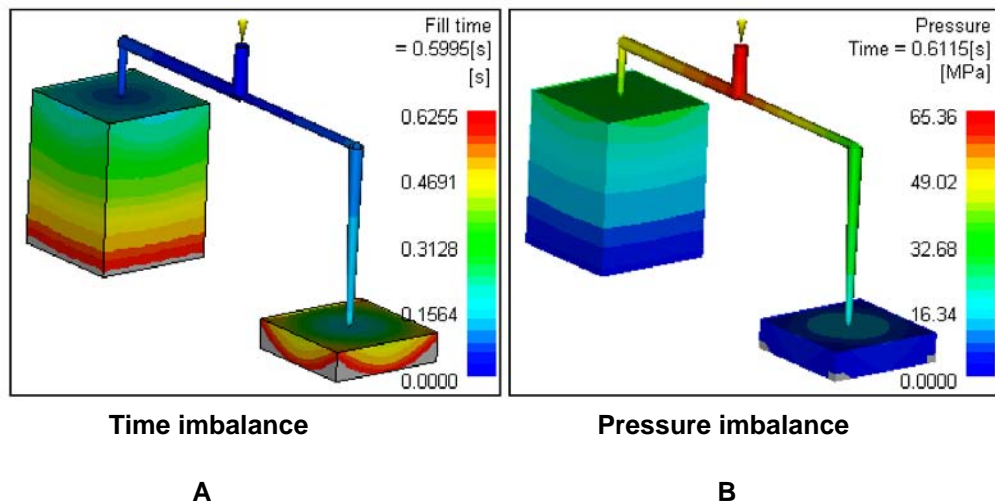 Fill time
= 0.5995[s]
[s]
0.6255
0.4691
0.3128
0.1564
0.0000
Pressure
Time = 0.6115[s]
[MPa]
65.36
49.02
32.68
16.34
0.0000
Time imbalance
Pressure imbalance
A
B